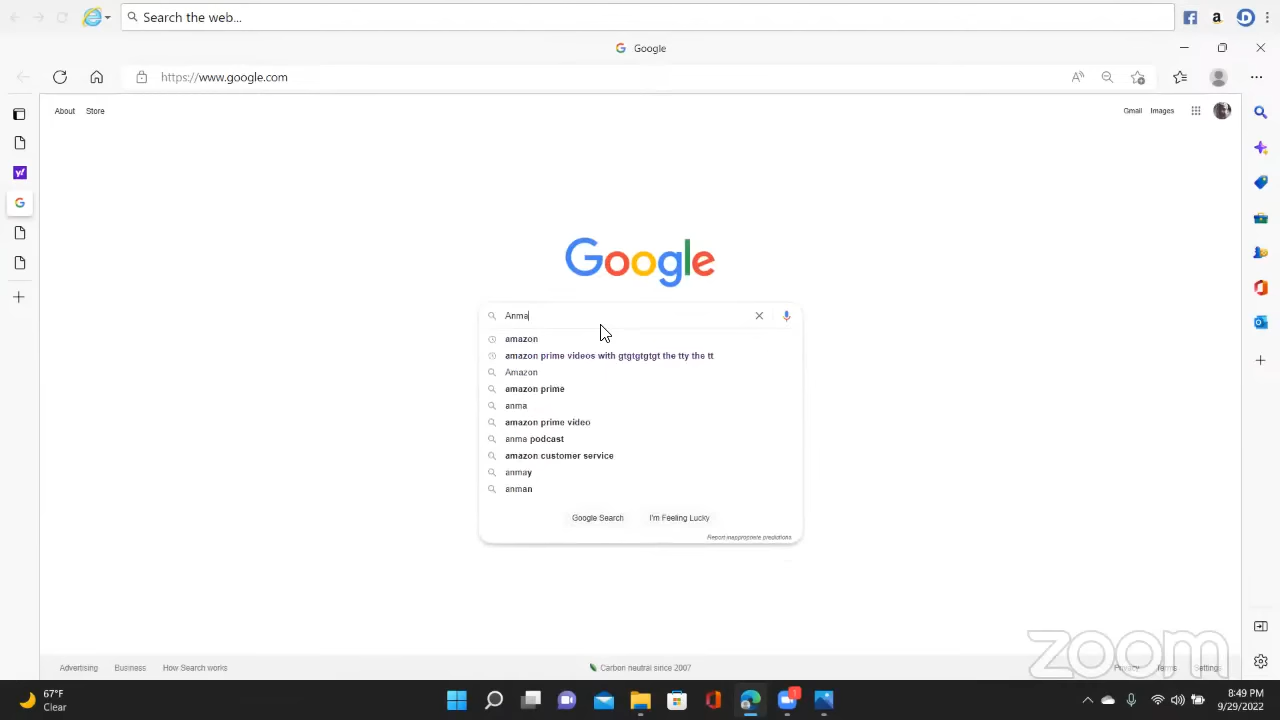 Search the web...
Google
https://www.google.com
About Store
Gmail Images
Google
Anma
amazon
amazon prime videos with gtgtgtgtgt the tty the tt
Amazon
amazon prime
anma
amazon prime video
anma podcast
amazon customer service
anmay
anman
Google Search I'm Feeling Lucky
Report inappropriate predictions
zoom
Advertising Business How Search works
Carbon neutral since 2007
Privacy Terms Settings
67°F
Clear
8:49 PM
9/29/2022